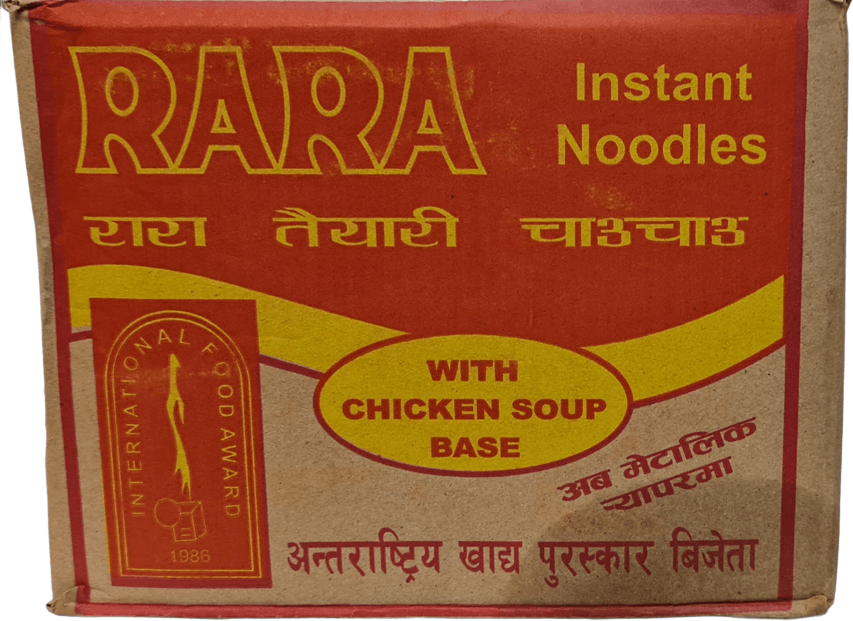 RARA
Instant
Noodles
रारा तैयारी चाउचाउ
INTERNATIONAL FOOD AWARD
1986
WITH
CHICKEN SOUP
BASE
अब मेटालिक
र्‍यापरमा
अन्तराष्ट्रिय खाद्य पुरस्कार बिजेता